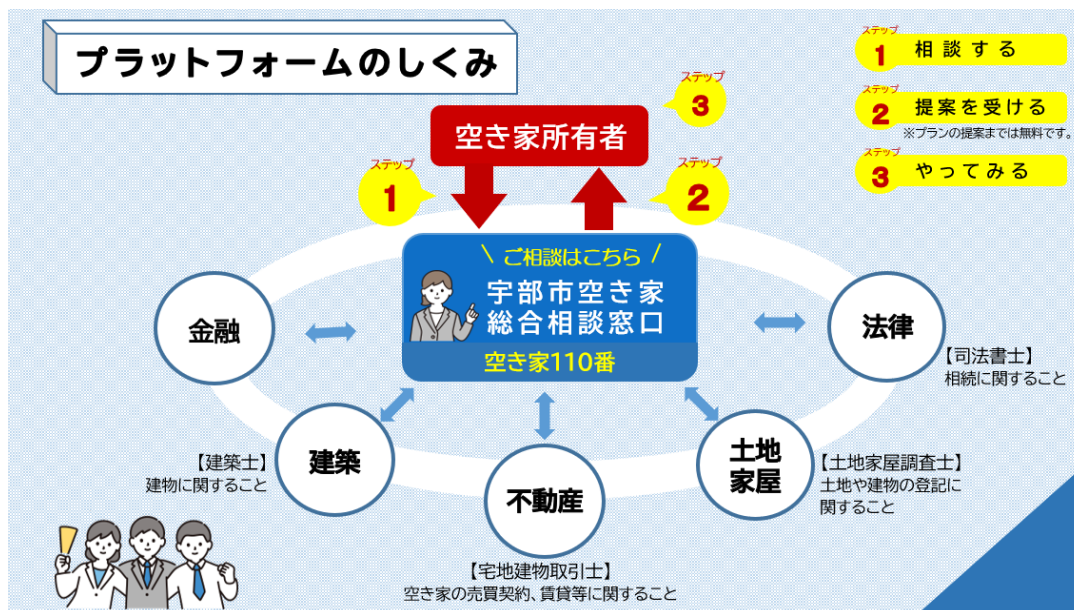 プラットフォームのしくみ
ステップ
1
相談する
ステップ
2
提案を受ける
※プランの提案までは無料です。
ステップ
3
やってみる
ステップ
3
空き家所有者
ステップ
1
ステップ
2
\ ご相談はこちら /
宇部市空き家
総合相談窓口
空き家110番
金融
法律
【司法書士】
相続に関すること
建築
【建築士】
建物に関すること
不動産
【宅地建物取引士】
空き家の売買契約、賃貸等に関すること
土地
家屋
【土地家屋調査士】
土地や建物の登記に
関すること